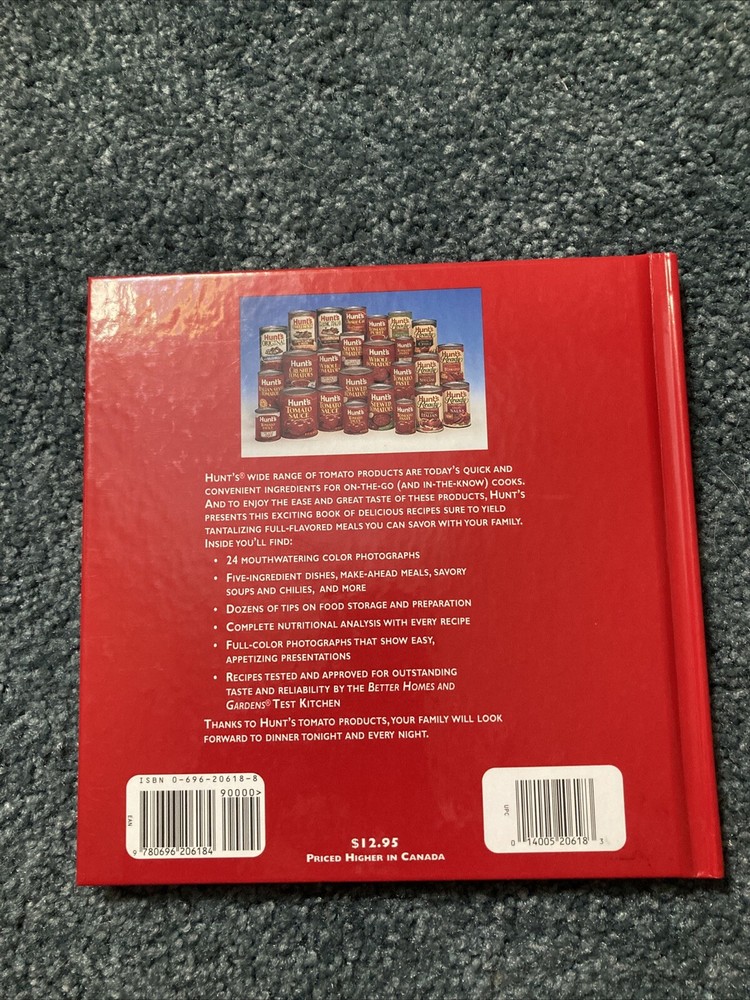 HUNT'S® WIDE RANGE OF TOMATO PRODUCTS ARE TODAY'S QUICK AND
CONVENIENT INGREDIENTS FOR ON-THE-GO (AND IN-THE-KNOW) COOKS.
AND TO ENJOY THE EASE AND GREAT TASTE OF THESE PRODUCTS, HUNT'S
PRESENTS THIS EXCITING BOOK OF DELICIOUS RECIPES SURE TO YIELD
TANTALIZING FULL-FLAVORED MEALS YOU CAN SAVOR WITH YOUR FAMILY.
INSIDE YOU'LL FIND:
• 24 MOUTHWATERING COLOR PHOTOGRAPHS
• FIVE-INGREDIENT DISHES, MAKE-AHEAD MEALS, SAVORY
SOUPS AND CHILIES, AND MORE
• DOZENS OF TIPS ON FOOD STORAGE AND PREPARATION
• COMPLETE NUTRITIONAL ANALYSIS WITH EVERY RECIPE
• FULL-COLOR PHOTOGRAPHS THAT SHOW EASY,
APPETIZING PRESENTATIONS
• RECIPES TESTED AND APPROVED FOR OUTSTANDING
TASTE AND RELIABILITY BY THE BETTER HOMES AND
GARDENS® TEST KITCHEN
THANKS TO HUNT'S TOMATO PRODUCTS, YOUR FAMILY WILL LOOK
FORWARD TO DINNER TONIGHT AND EVERY NIGHT.
ISBN 0-696-20618-8
90000>
EAN
9 780696 206184
UPC
0 14005 20618 3
$12.95
PRICED HIGHER IN CANADA